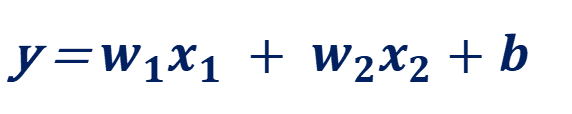 y=w₁x₁ + w₂x₂ + b